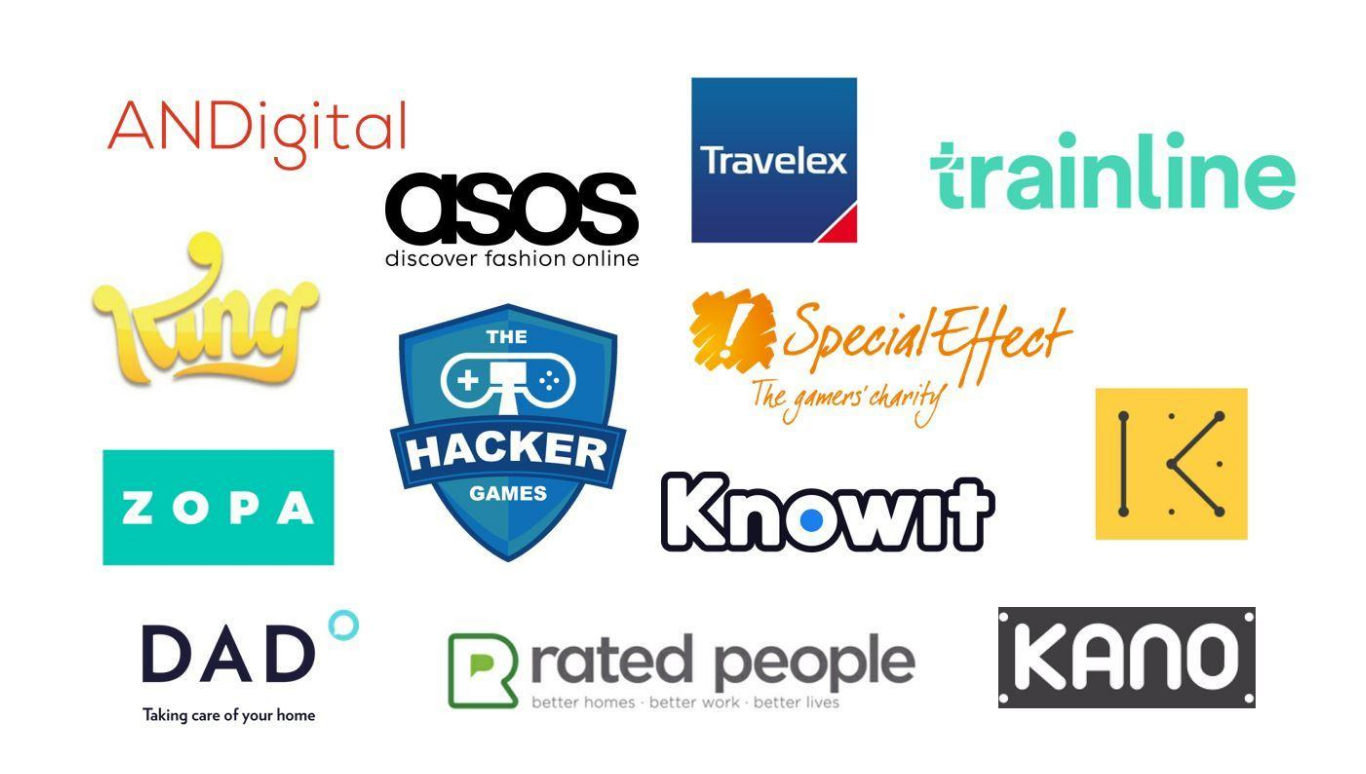 ANDigital
asos
discover fashion online
Travelex
trainline
King
THE
HACKER
GAMES
!
SpecialEffect
The gamers' charity
K
ZOPA
Knowit
DAD
Taking care of your home
R
rated people
better homes · better work · better lives
KANO